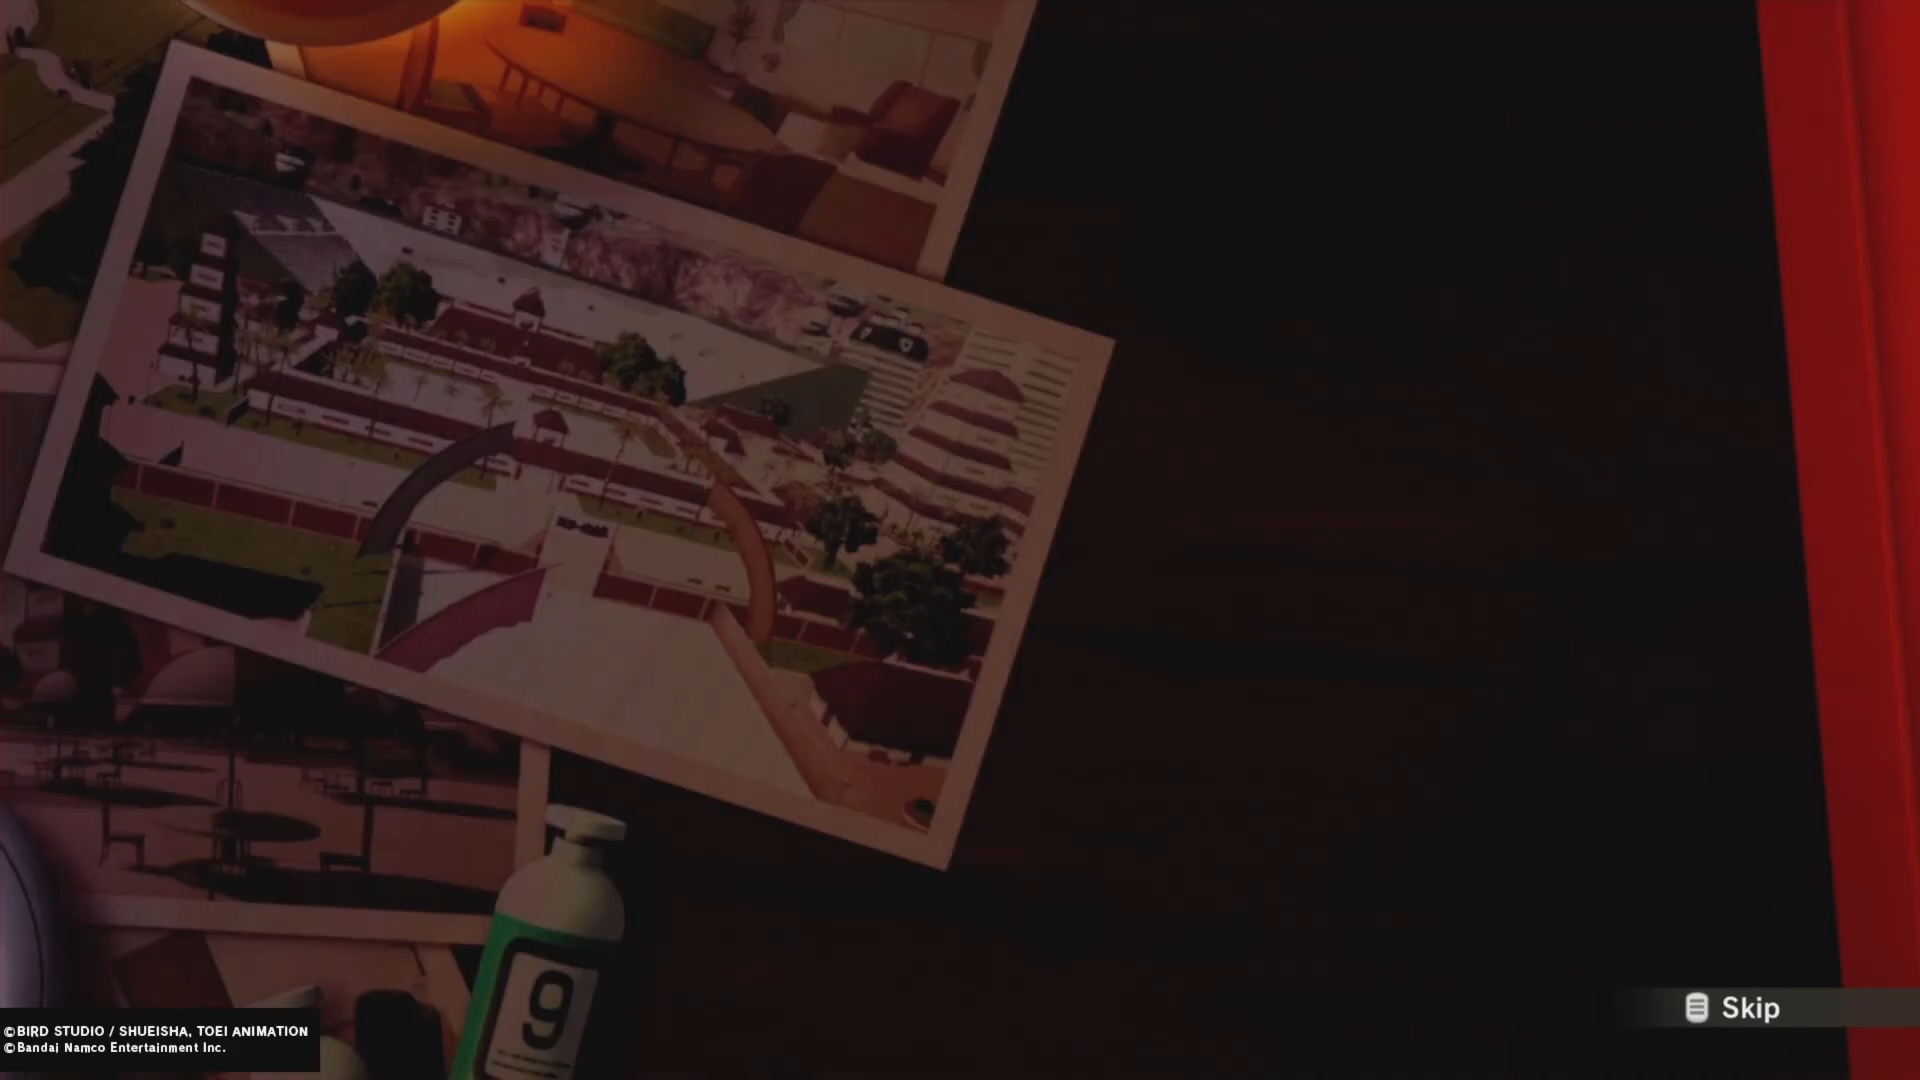 9
©BIRD STUDIO / SHUEISHA, TOEI ANIMATION
©Bandai Namco Entertainment Inc.
Skip